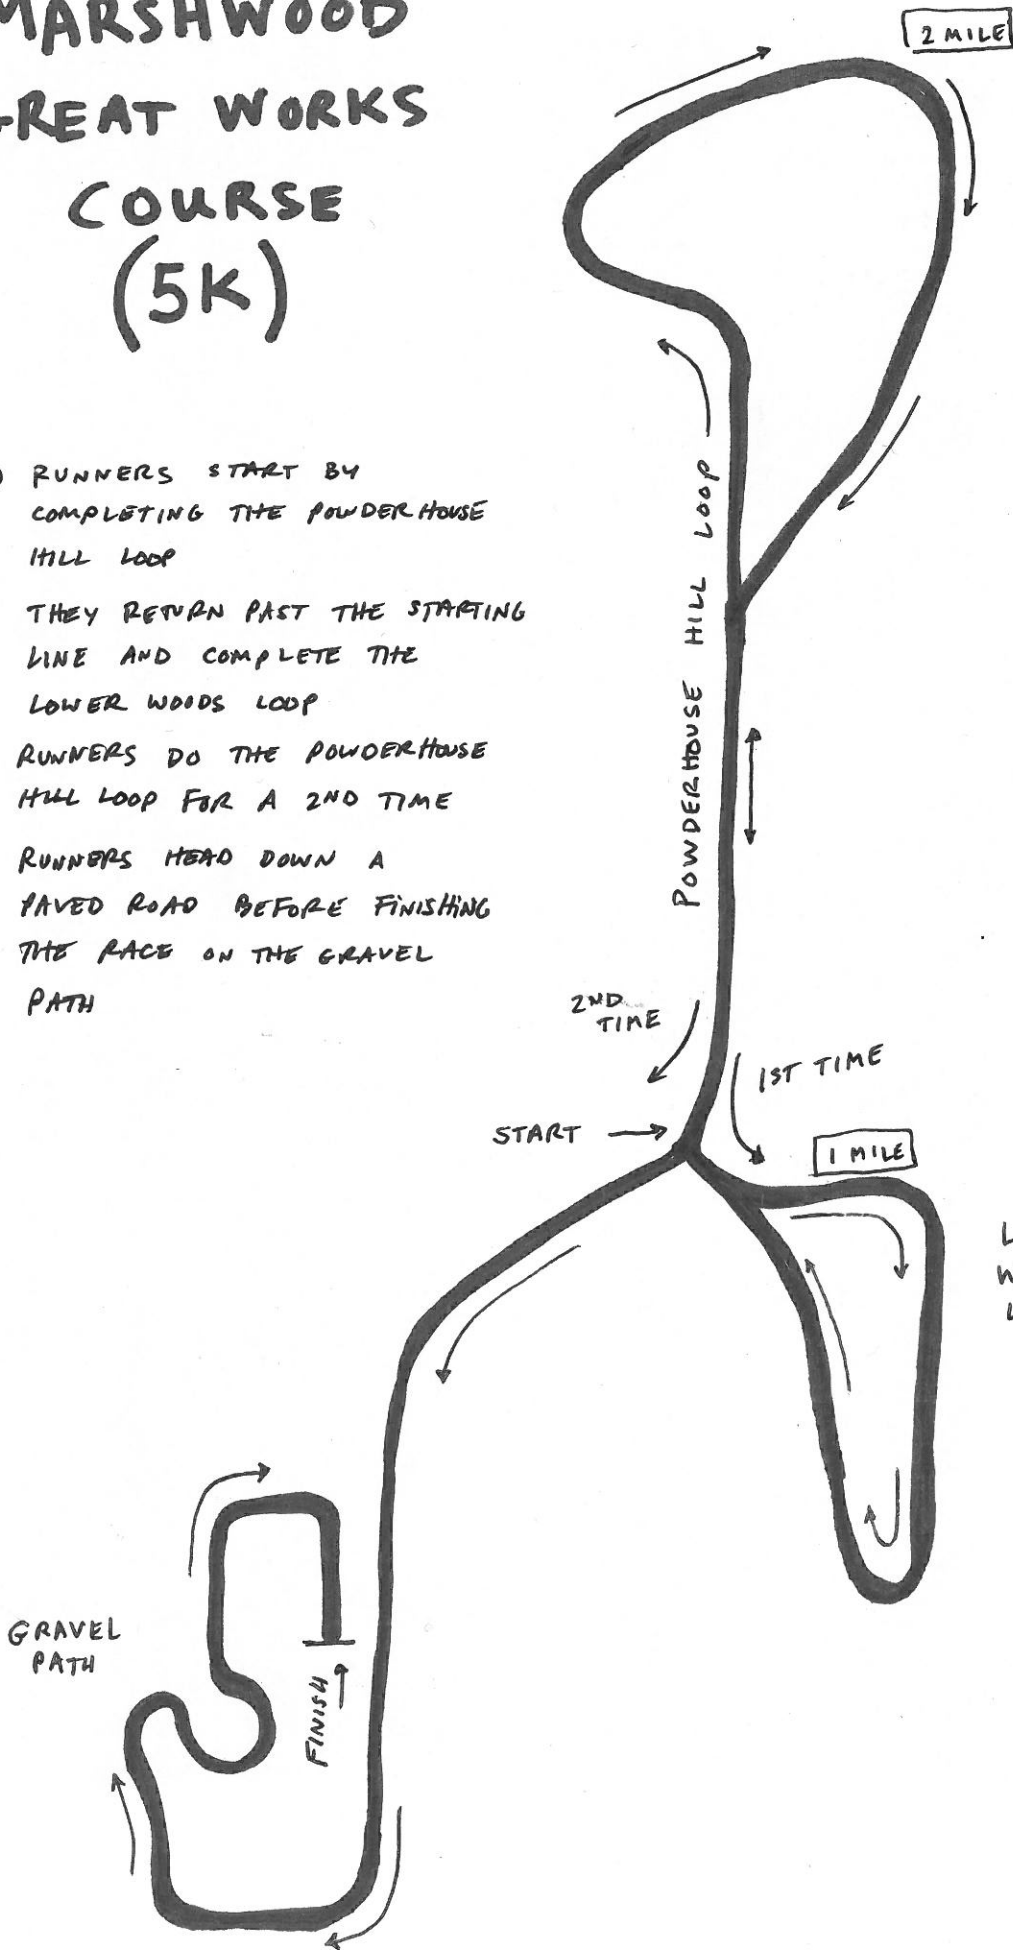 MARSHWOOD
GREAT WORKS
COURSE
(5K)
2 MILE
RUNNERS START BY
COMPLETING THE POWDERHOUSE
HILL LOOP
THEY RETURN PAST THE STARTING
LINE AND COMPLETE THE
LOWER WOODS LOOP
RUNNERS DO THE POWDERHOUSE
HILL LOOP FOR A 2ND TIME
RUNNERS HEAD DOWN A
PAVED ROAD BEFORE FINISHING
THE RACE ON THE GRAVEL
PATH
POWDERHOUSE HILL LOOP
2ND
TIME
1ST TIME
START
1 MILE
GRAVEL
PATH
FINISH